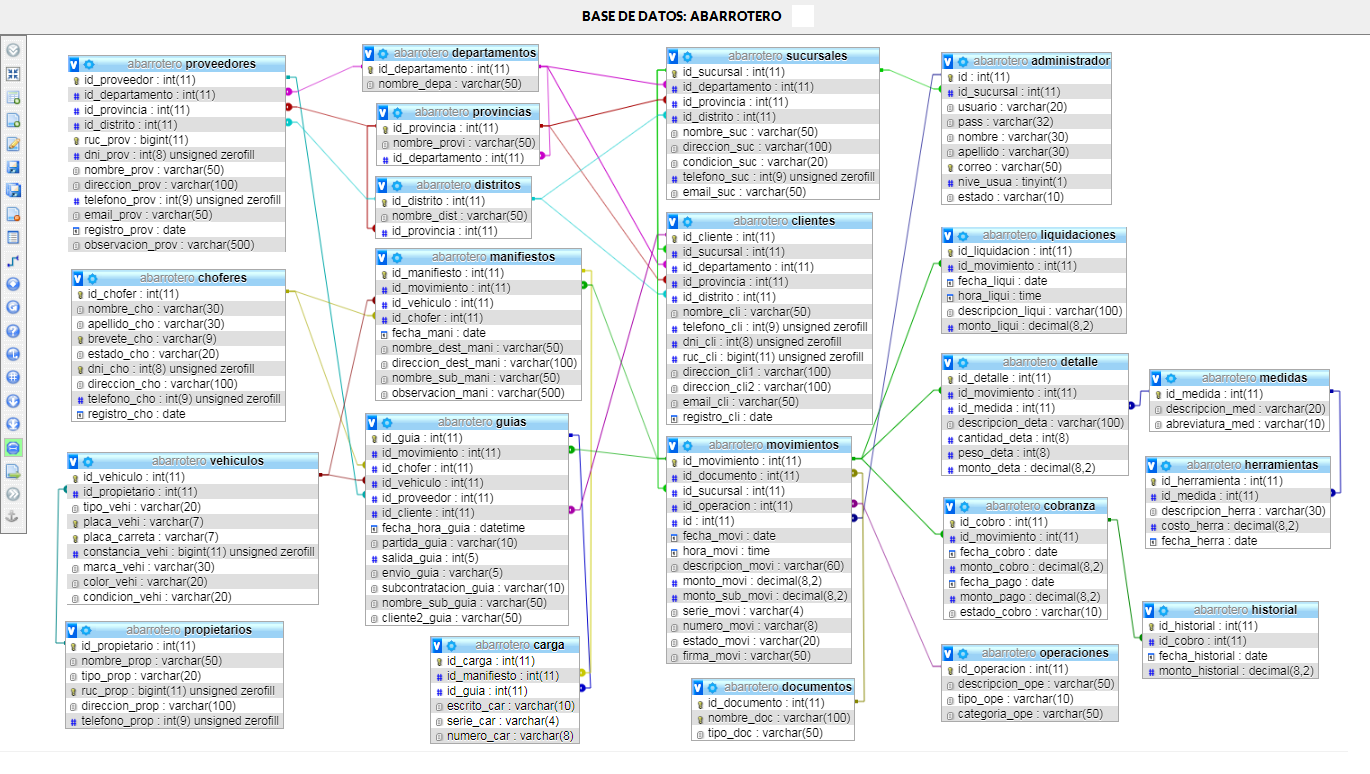 BASE DE DATOS: ABARROTERO
abarrotero proveedores
id_proveedor : int(11)
id_departamento : int(11)
id_provincia : int(11)
id_distrito : int(11)
ruc_prov : bigint(11)
dni_prov : int(8) unsigned zerofill
nombre_prov : varchar(50)
direccion_prov : varchar(100)
telefono_prov : int(9) unsigned zerofill
email_prov : varchar(50)
registro_prov : date
observacion_prov : varchar(500)
abarrotero choferes
id_chofer : int(11)
nombre_cho : varchar(30)
apellido_cho : varchar(30)
brevete_cho : varchar(9)
estado_cho : varchar(20)
dni_cho : int(8) unsigned zerofill
direccion_cho : varchar(100)
telefono_cho : int(9) unsigned zerofill
registro_cho : date
abarrotero vehiculos
id_vehiculo : int(11)
id_propietario : int(11)
tipo_vehi : varchar(20)
placa_vehi : varchar(7)
placa_carreta : varchar(7)
constancia_vehi : bigint(11) unsigned zerofill
marca_vehi : varchar(30)
color_vehi : varchar(20)
condicion_vehi : varchar(20)
abarrotero propietarios
id_propietario : int(11)
nombre_prop : varchar(50)
tipo_prop : varchar(20)
ruc_prop : bigint(11) unsigned zerofill
direccion_prop : varchar(100)
telefono_prop : int(9) unsigned zerofill
abarrotero departamentos
id_departamento : int(11)
nombre_depa : varchar(50)
abarrotero provincias
id_provincia : int(11)
nombre_provi : varchar(50)
id_departamento : int(11)
abarrotero distritos
id_distrito : int(11)
nombre_dist : varchar(50)
id_provincia : int(11)
abarrotero manifiestos
id_manifiesto : int(11)
id_movimiento : int(11)
id_vehiculo : int(11)
id_chofer : int(11)
fecha_mani : date
nombre_dest_mani : varchar(50)
direccion_dest_mani : varchar(100)
nombre_sub_mani : varchar(50)
observacion_mani : varchar(500)
abarrotero guias
id_guia : int(11)
id_movimiento : int(11)
id_chofer : int(11)
id_vehiculo : int(11)
id_proveedor : int(11)
id_cliente : int(11)
fecha_hora_guia : datetime
partida_guia : varchar(10)
salida_guia : int(5)
envio_guia : varchar(5)
subcontratacion_guia : varchar(10)
nombre_sub_guia : varchar(50)
cliente2_guia : varchar(50)
abarrotero carga
id_carga : int(11)
id_manifiesto : int(11)
id_guia : int(11)
escrito_car : varchar(10)
serie_car : varchar(4)
numero_car : varchar(8)
abarrotero sucursales
id_sucursal : int(11)
id_departamento : int(11)
id_provincia : int(11)
id_distrito : int(11)
nombre_suc : varchar(50)
direccion_suc : varchar(100)
condicion_suc : varchar(20)
telefono_suc : int(9) unsigned zerofill
email_suc : varchar(50)
abarrotero clientes
id_cliente : int(11)
id_sucursal : int(11)
id_departamento : int(11)
id_provincia : int(11)
id_distrito : int(11)
nombre_cli : varchar(50)
telefono_cli : int(9) unsigned zerofill
dni_cli : int(8) unsigned zerofill
ruc_cli : bigint(11) unsigned zerofill
direccion_cli1 : varchar(100)
direccion_cli2 : varchar(100)
email_cli : varchar(50)
registro_cli : date
abarrotero movimientos
id_movimiento : int(11)
id_documento : int(11)
id_sucursal : int(11)
id_operacion : int(11)
id : int(11)
fecha_movi : date
hora_movi : time
descripcion_movi : varchar(60)
monto_movi : decimal(8,2)
monto_sub_movi : decimal(8,2)
serie_movi : varchar(4)
numero_movi : varchar(8)
estado_movi : varchar(20)
firma_movi : varchar(50)
abarrotero documentos
id_documento : int(11)
nombre_doc : varchar(100)
tipo_doc : varchar(50)
abarrotero administrador
id : int(11)
id_sucursal : int(11)
usuario : varchar(20)
pass : varchar(32)
nombre : varchar(30)
apellido : varchar(30)
correo : varchar(50)
nive_usua : tinyint(1)
estado : varchar(10)
abarrotero liquidaciones
id_liquidacion : int(11)
id_movimiento : int(11)
fecha_liqui : date
hora_liqui : time
descripcion_liqui : varchar(100)
monto_liqui : decimal(8,2)
abarrotero detalle
id_detalle : int(11)
id_movimiento : int(11)
id_medida : int(11)
descripcion_deta : varchar(100)
cantidad_deta : int(8)
peso_deta : int(8)
monto_deta : decimal(8,2)
abarrotero cobranza
id_cobro : int(11)
id_movimiento : int(11)
fecha_cobro : date
monto_cobro : decimal(8,2)
fecha_pago : date
monto_pago : decimal(8,2)
estado_cobro : varchar(10)
abarrotero operaciones
id_operacion : int(11)
descripcion_ope : varchar(50)
tipo_ope : varchar(10)
categoria_ope : varchar(50)
abarrotero medidas
id_medida : int(11)
descripcion_med : varchar(20)
abreviatura_med : varchar(10)
abarrotero herramientas
id_herramienta : int(11)
id_medida : int(11)
descripcion_herra : varchar(30)
costo_herra : decimal(8,2)
fecha_herra : date
abarrotero historial
id_historial : int(11)
id_cobro : int(11)
fecha_historial : date
monto_historial : decimal(8,2)